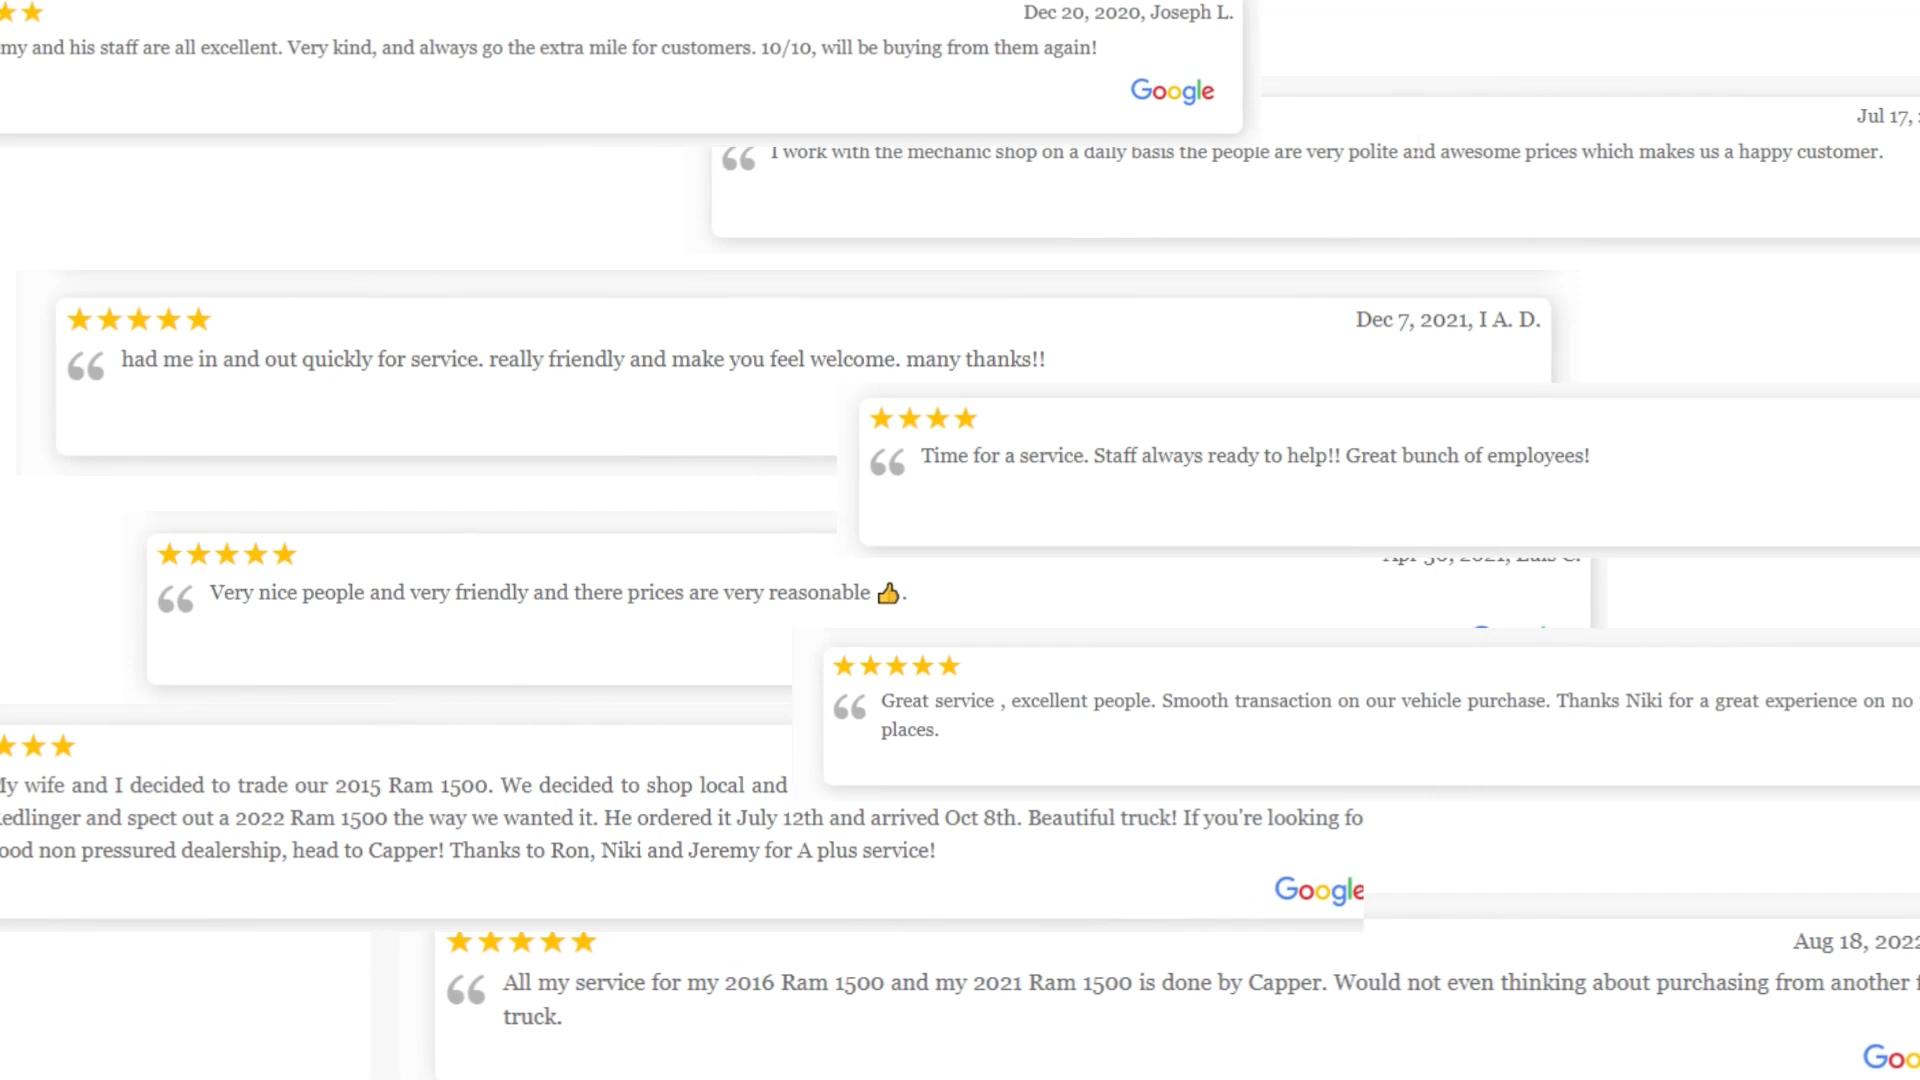 Dec 20, 2020, Joseph L.
my and his staff are all excellent. Very kind, and always go the extra mile for customers. 10/10, will be buying from them again!
Google
Jul 17,
I work with the mechanic shop on a daily basis the people are very polite and awesome prices which makes us a happy customer.
Dec 7, 2021, I A. D.
had me in and out quickly for service. really friendly and make you feel welcome. many thanks!!
Time for a service. Staff always ready to help!! Great bunch of employees!
Very nice people and very friendly and there prices are very reasonable 👍.
Great service , excellent people. Smooth transaction on our vehicle purchase. Thanks Niki for a great experience on no
places.
My wife and I decided to trade our 2015 Ram 1500. We decided to shop local and
edlinger and spect out a 2022 Ram 1500 the way we wanted it. He ordered it July 12th and arrived Oct 8th. Beautiful truck! If you're looking fo
ood non pressured dealership, head to Capper! Thanks to Ron, Niki and Jeremy for A plus service!
Google
Aug 18, 2022
All my service for my 2016 Ram 1500 and my 2021 Ram 1500 is done by Capper. Would not even thinking about purchasing from another
truck.
Goo